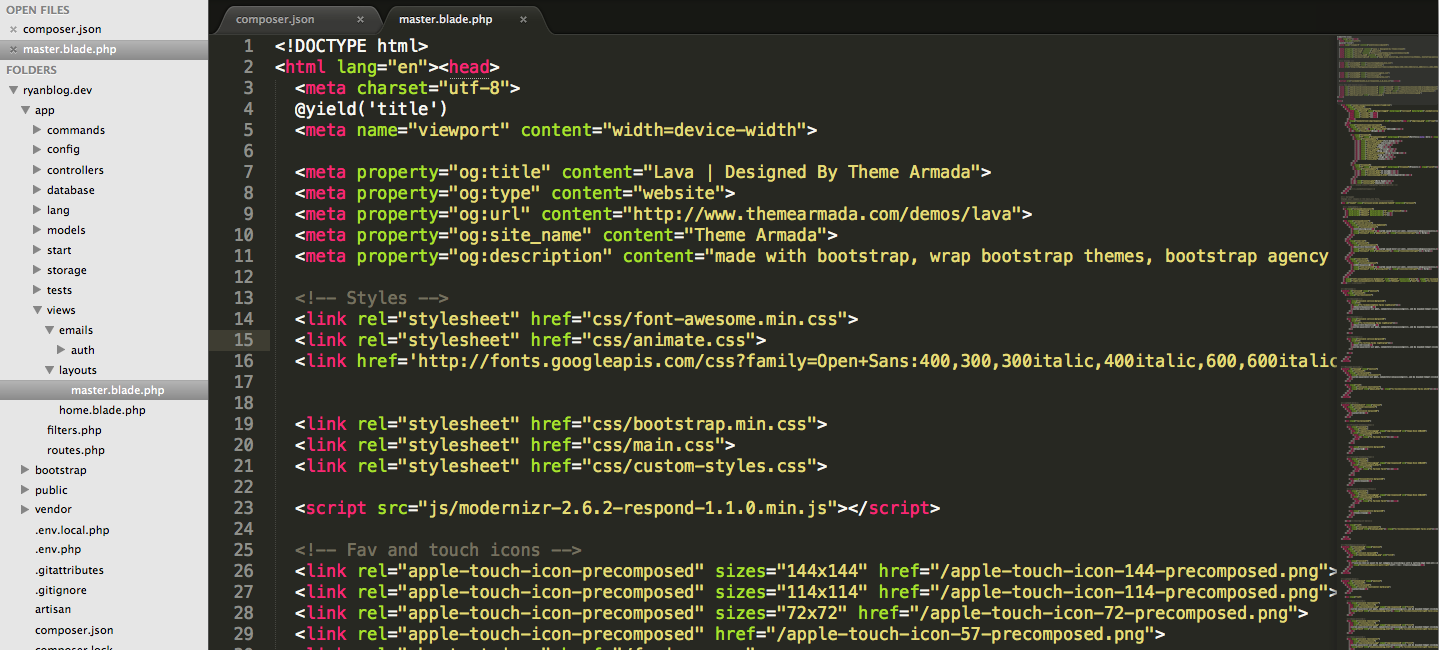 OPEN FILES
composer.json
master.blade.php
FOLDERS
ryanblog.dev
app
commands
config
controllers
database
lang
models
start
storage
tests
views
emails
auth
layouts
master.blade.php
home.blade.php
filters.php
routes.php
bootstrap
public
vendor
.env.local.php
.env.php
.gitattributes
.gitignore
artisan
composer.json
composer.lock
composer.json × master.blade.php ×
1 <!DOCTYPE html>
2 <html lang="en"><head>
3 <meta charset="utf-8">
4 @yield('title')
5 <meta name="viewport" content="width=device-width">
6
7 <meta property="og:title" content="Lava | Designed By Theme Armada">
8 <meta property="og:type" content="website">
9 <meta property="og:url" content="http://www.themearmada.com/demos/lava">
10 <meta property="og:site_name" content="Theme Armada">
11 <meta property="og:description" content="made with bootstrap, wrap bootstrap themes, bootstrap agency
12
13 <!-- Styles -->
14 <link rel="stylesheet" href="css/font-awesome.min.css">
15 <link rel="stylesheet" href="css/animate.css">
16 <link href='http://fonts.googleapis.com/css?family=Open+Sans:400,300,300italic,400italic,600,600italic
17
18
19 <link rel="stylesheet" href="css/bootstrap.min.css">
20 <link rel="stylesheet" href="css/main.css">
21 <link rel="stylesheet" href="css/custom-styles.css">
22
23 <script src="js/modernizr-2.6.2-respond-1.1.0.min.js"></script>
24
25 <!-- Fav and touch icons -->
26 <link rel="apple-touch-icon-precomposed" sizes="144x144" href="/apple-touch-icon-144-precomposed.png">
27 <link rel="apple-touch-icon-precomposed" sizes="114x114" href="/apple-touch-icon-114-precomposed.png">
28 <link rel="apple-touch-icon-precomposed" sizes="72x72" href="/apple-touch-icon-72-precomposed.png">
29 <link rel="apple-touch-icon-precomposed" href="/apple-touch-icon-57-precomposed.png">